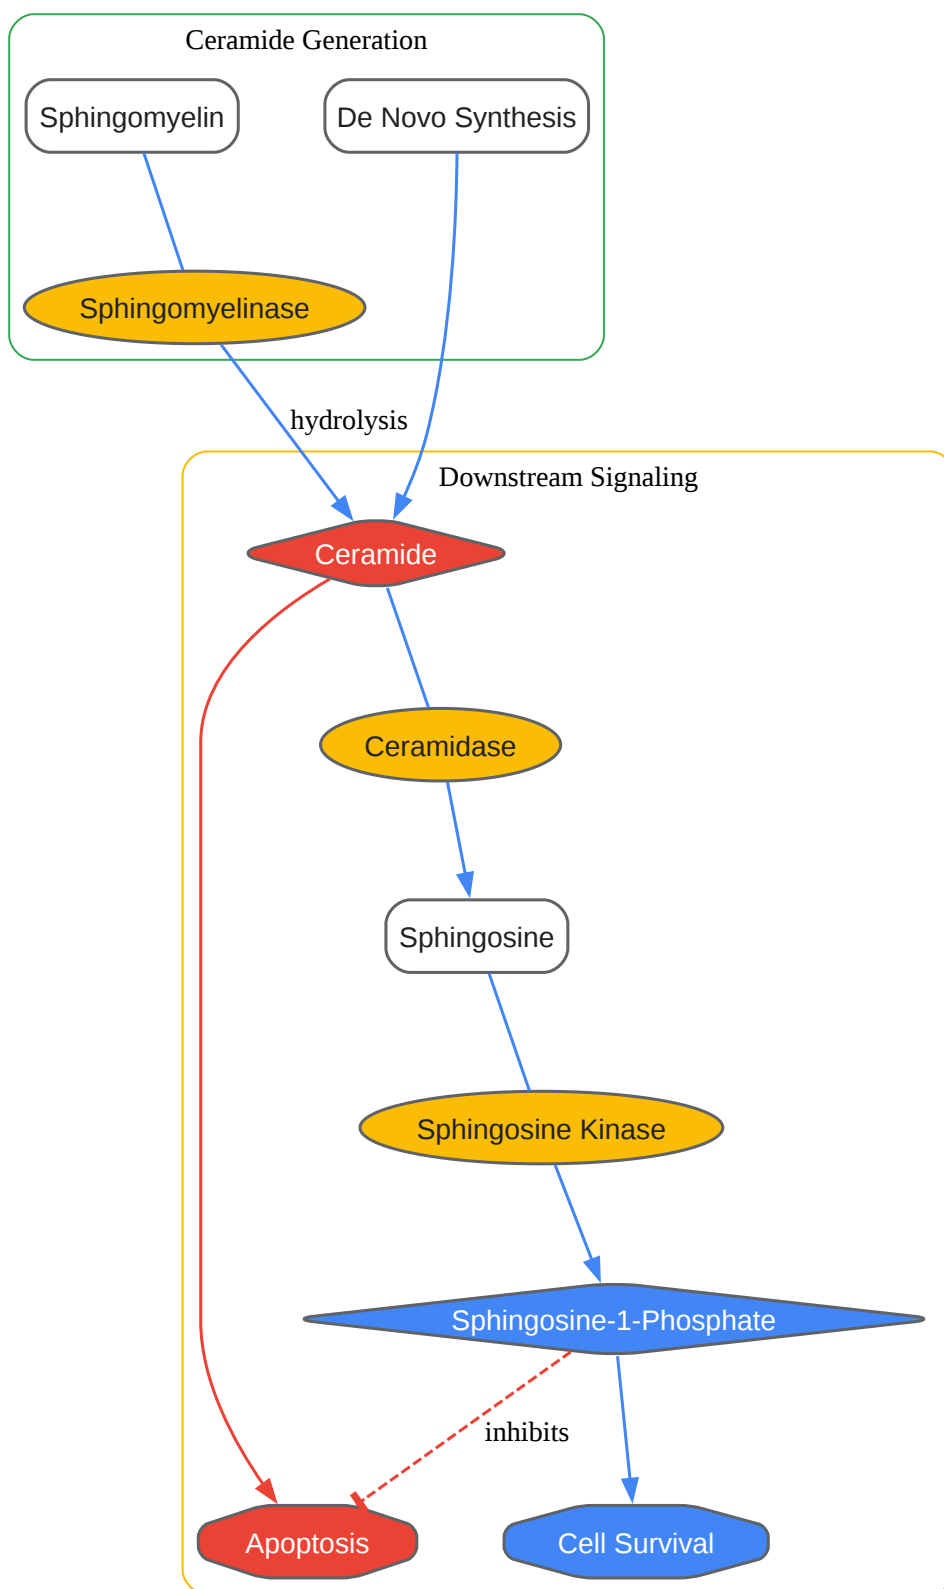 Ceramide Generation
Sphingomyelin
De Novo Synthesis
Sphingomyelinase
hydrolysis
Downstream Signaling
Ceramide
Ceramidase
Sphingosine
Sphingosine Kinase
Sphingosine-1-Phosphate
inhibits
Apoptosis
Cell Survival